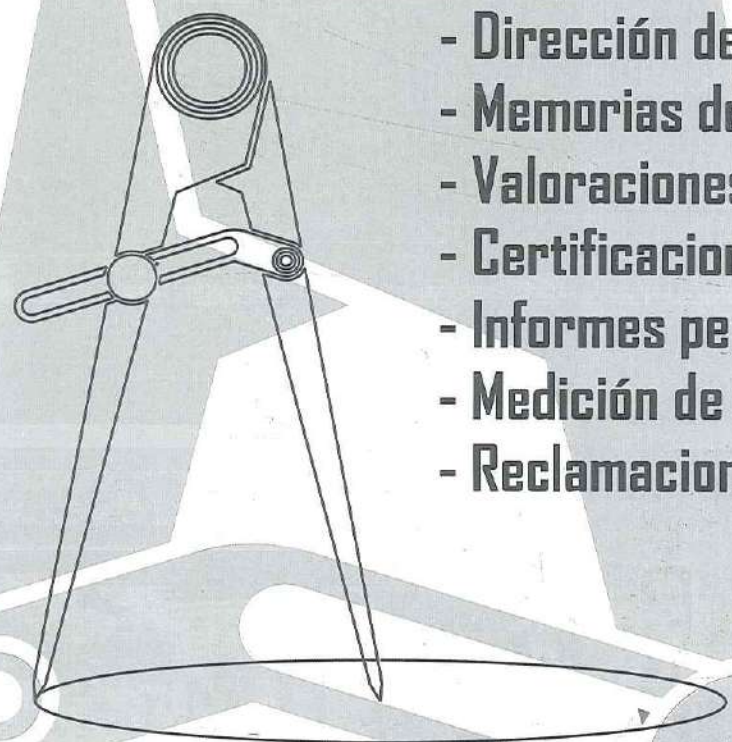 - Dirección de
- Memorias de
- Valoraciones
- Certificacion
- Informes pe
- Medición de
- Reclamacion